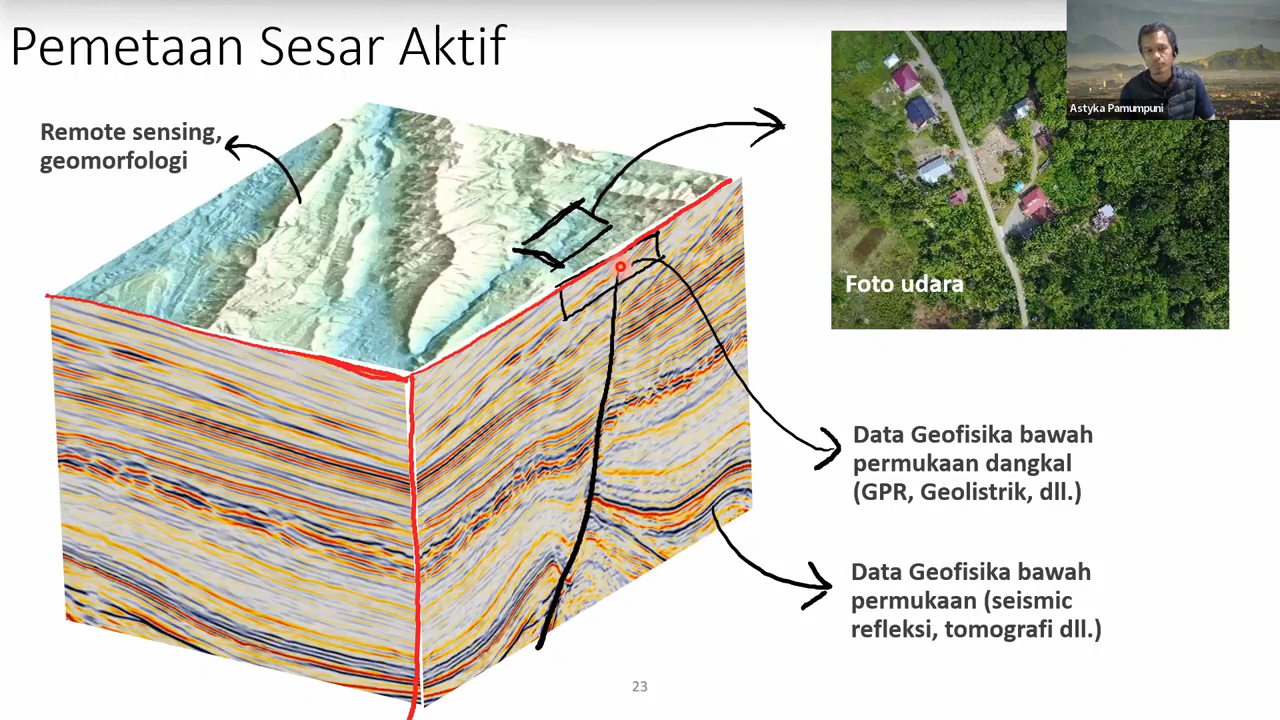 Pemetaan Sesar Aktif
Astyka Pamumpuni
Remote sensing,
geomorfologi
Foto udara
Data Geofisika bawah
permukaan dangkal
(GPR, Geolistrik, dll.)
Data Geofisika bawah
permukaan (seismic
refleksi, tomografi dll.)
23